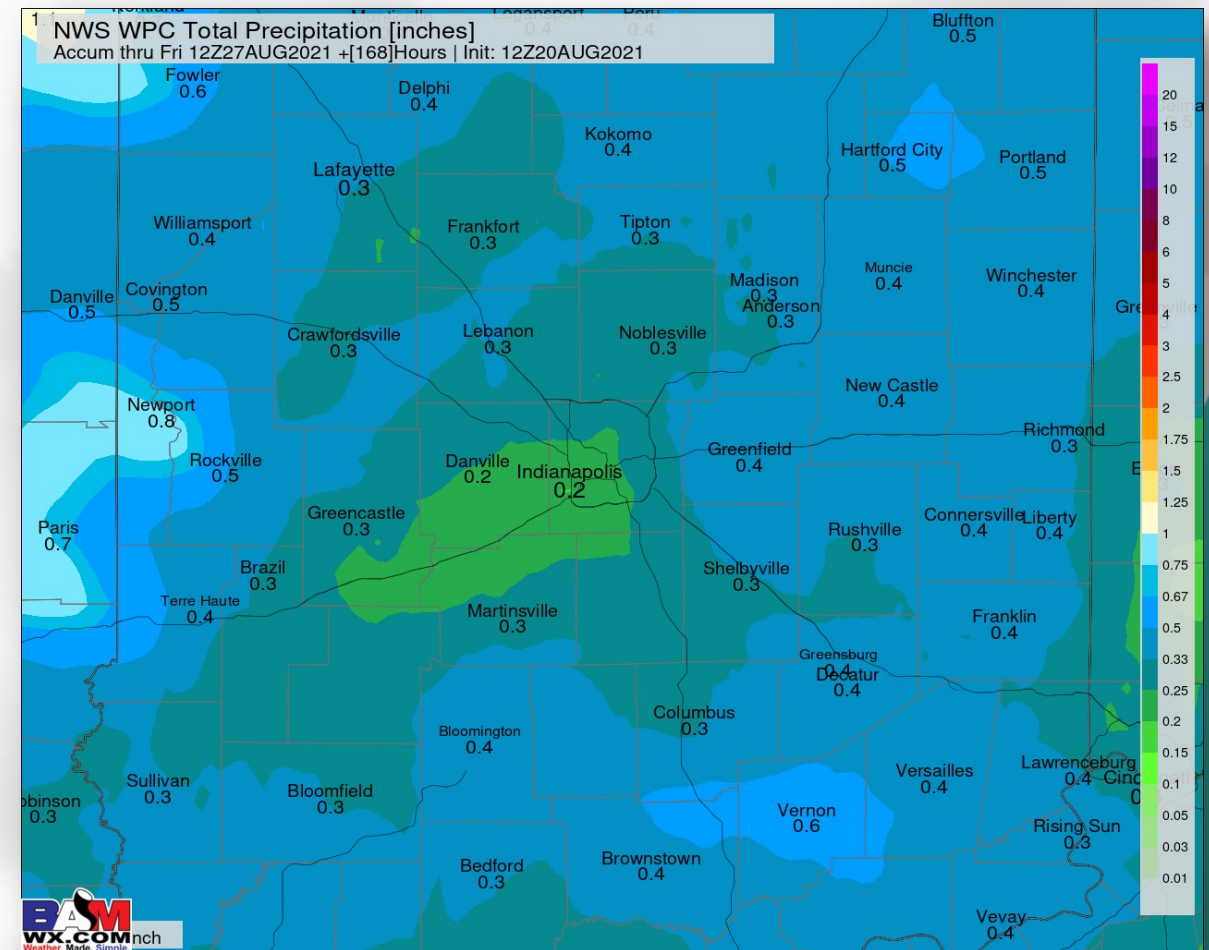 NWS WPC Total Precipitation [inches]
Accum thru Fri 12Z27AUG2021 +[168]Hours | Init: 12Z20AUG2021
Logansport
0.4
Peru
0.4
Bluffton
0.5
Fowler
0.6
Delphi
0.4
Kokomo
0.4
Hartford City
0.5
Portland
0.5
Lafayette
0.3
Williamsport
0.4
Frankfort
0.3
Tipton
0.3
Muncie
0.4
Winchester
0.4
Danville
0.5
Covington
0.5
Madison
0.3
Anderson
0.3
Crawfordsville
0.3
Lebanon
0.3
Noblesville
0.3
New Castle
0.4
Newport
0.8
Richmond
0.3
Rockville
0.5
Danville
0.2
Indianapolis
0.2
Greenfield
0.4
Paris
0.7
Greencastle
0.3
Rushville
0.3
Connersville
0.4
Liberty
0.4
Brazil
0.3
Shelbyville
0.3
Terre Haute
0.4
Martinsville
0.3
Franklin
0.4
Greensburg
0.4
Decatur
0.4
Bloomington
0.4
Columbus
0.3
Sullivan
0.3
Bloomfield
0.3
Versailles
0.4
Lawrenceburg
0.4
obinson
0.3
Vernon
0.6
Rising Sun
0.3
Bedford
0.3
Brownstown
0.4
Vevay
0.4
20
15
12
10
8
6
5
4
3
2.5
2
1.75
1.5
1.25
1
0.75
0.67
0.5
0.33
0.25
0.2
0.15
0.1
0.05
0.03
0.01
BAM
WX.COM
Weather Made Simple
nch